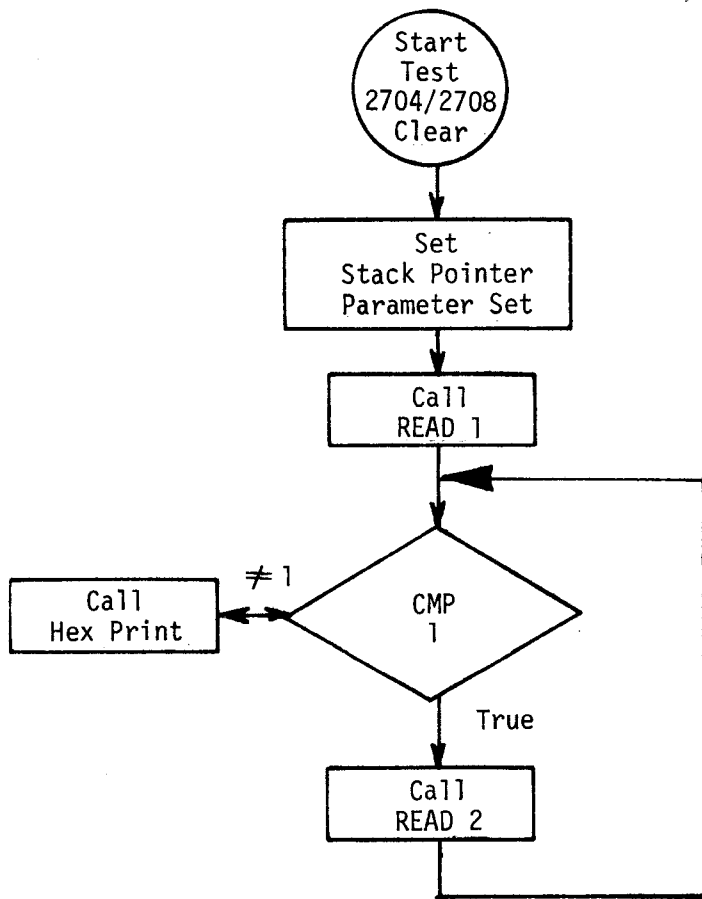 Start
Test
2704/2708
Clear
Set
Stack Pointer
Parameter Set
Call
READ 1
≠ 1
Call
Hex Print
CMP
1
True
Call
READ 2